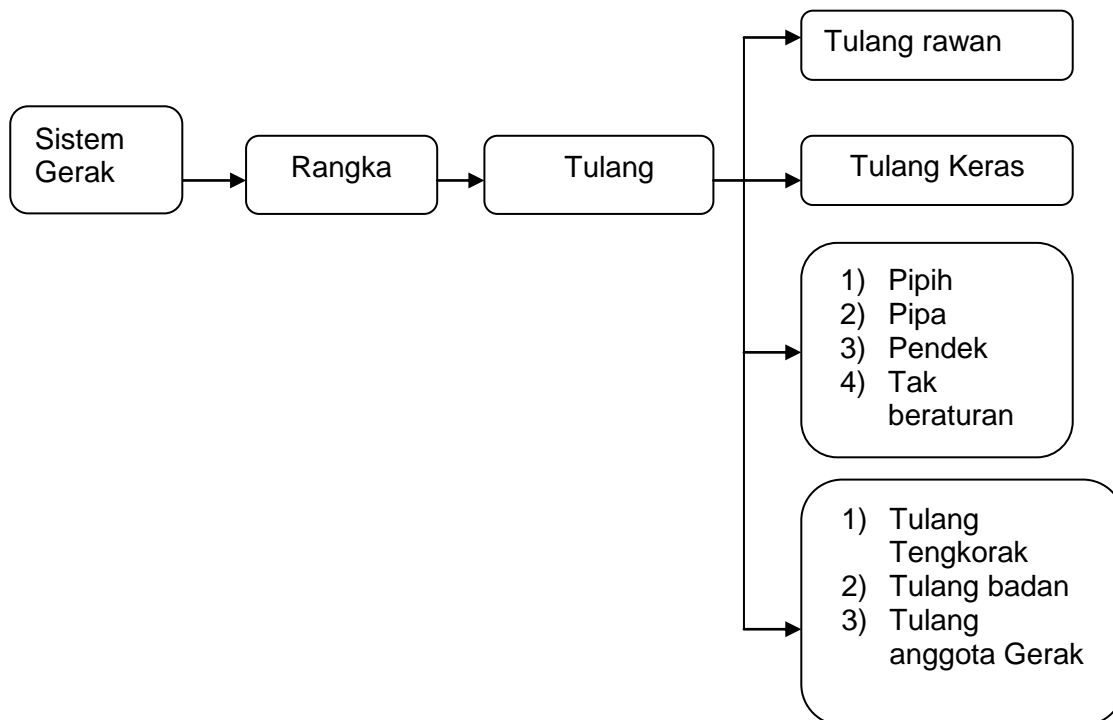 Sistem
Gerak
Rangka
Tulang
Tulang rawan
Tulang Keras
1) Pipih
2) Pipa
3) Pendek
4) Tak
beraturan
1) Tulang
Tengkorak
2) Tulang badan
3) Tulang
anggota Gerak